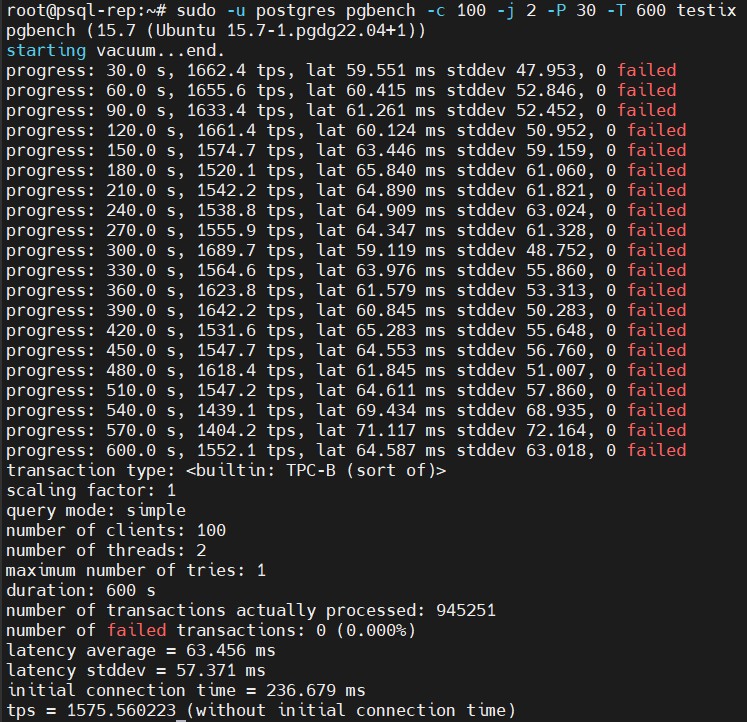 root@psql-rep:~# sudo -u postgres pgbench -c 100 -j 2 -P 30 -T 600 testix
pgbench (15.7 (Ubuntu 15.7-1.pgdg22.04+1))
starting vacuum...end.
progress: 30.0 s, 1662.4 tps, lat 59.551 ms stddev 47.953, 0 failed
progress: 60.0 s, 1655.6 tps, lat 60.415 ms stddev 52.846, 0 failed
progress: 90.0 s, 1633.4 tps, lat 61.261 ms stddev 52.452, 0 failed
progress: 120.0 s, 1661.4 tps, lat 60.124 ms stddev 50.952, 0 failed
progress: 150.0 s, 1574.7 tps, lat 63.446 ms stddev 59.159, 0 failed
progress: 180.0 s, 1520.1 tps, lat 65.840 ms stddev 61.060, 0 failed
progress: 210.0 s, 1542.2 tps, lat 64.890 ms stddev 61.821, 0 failed
progress: 240.0 s, 1538.8 tps, lat 64.909 ms stddev 63.024, 0 failed
progress: 270.0 s, 1555.9 tps, lat 64.347 ms stddev 61.328, 0 failed
progress: 300.0 s, 1689.7 tps, lat 59.119 ms stddev 48.752, 0 failed
progress: 330.0 s, 1564.6 tps, lat 63.976 ms stddev 55.860, 0 failed
progress: 360.0 s, 1623.8 tps, lat 61.579 ms stddev 53.313, 0 failed
progress: 390.0 s, 1642.2 tps, lat 60.845 ms stddev 50.283, 0 failed
progress: 420.0 s, 1531.6 tps, lat 65.283 ms stddev 55.648, 0 failed
progress: 450.0 s, 1547.7 tps, lat 64.553 ms stddev 56.760, 0 failed
progress: 480.0 s, 1618.4 tps, lat 61.845 ms stddev 51.007, 0 failed
progress: 510.0 s, 1547.2 tps, lat 64.611 ms stddev 57.860, 0 failed
progress: 540.0 s, 1439.1 tps, lat 69.434 ms stddev 68.935, 0 failed
progress: 570.0 s, 1404.2 tps, lat 71.117 ms stddev 72.164, 0 failed
progress: 600.0 s, 1552.1 tps, lat 64.587 ms stddev 63.018, 0 failed
transaction type: <builtin: TPC-B (sort of)>
scaling factor: 1
query mode: simple
number of clients: 100
number of threads: 2
maximum number of tries: 1
duration: 600 s
number of transactions actually processed: 945251
number of failed transactions: 0 (0.000%)
latency average = 63.456 ms
latency stddev = 57.371 ms
initial connection time = 236.679 ms
tps = 1575.560223 (without initial connection time)